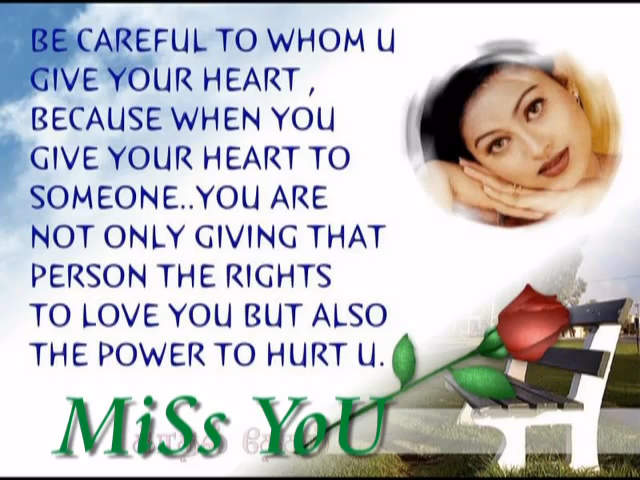 BE CAREFUL TO WHOM U
GIVE YOUR HEART ,
BECAUSE WHEN YOU
GIVE YOUR HEART TO
SOMEONE..YOU ARE
NOT ONLY GIVING THAT
PERSON THE RIGHTS
TO LOVE YOU BUT ALSO
THE POWER TO HURT U.
MiSs YoU